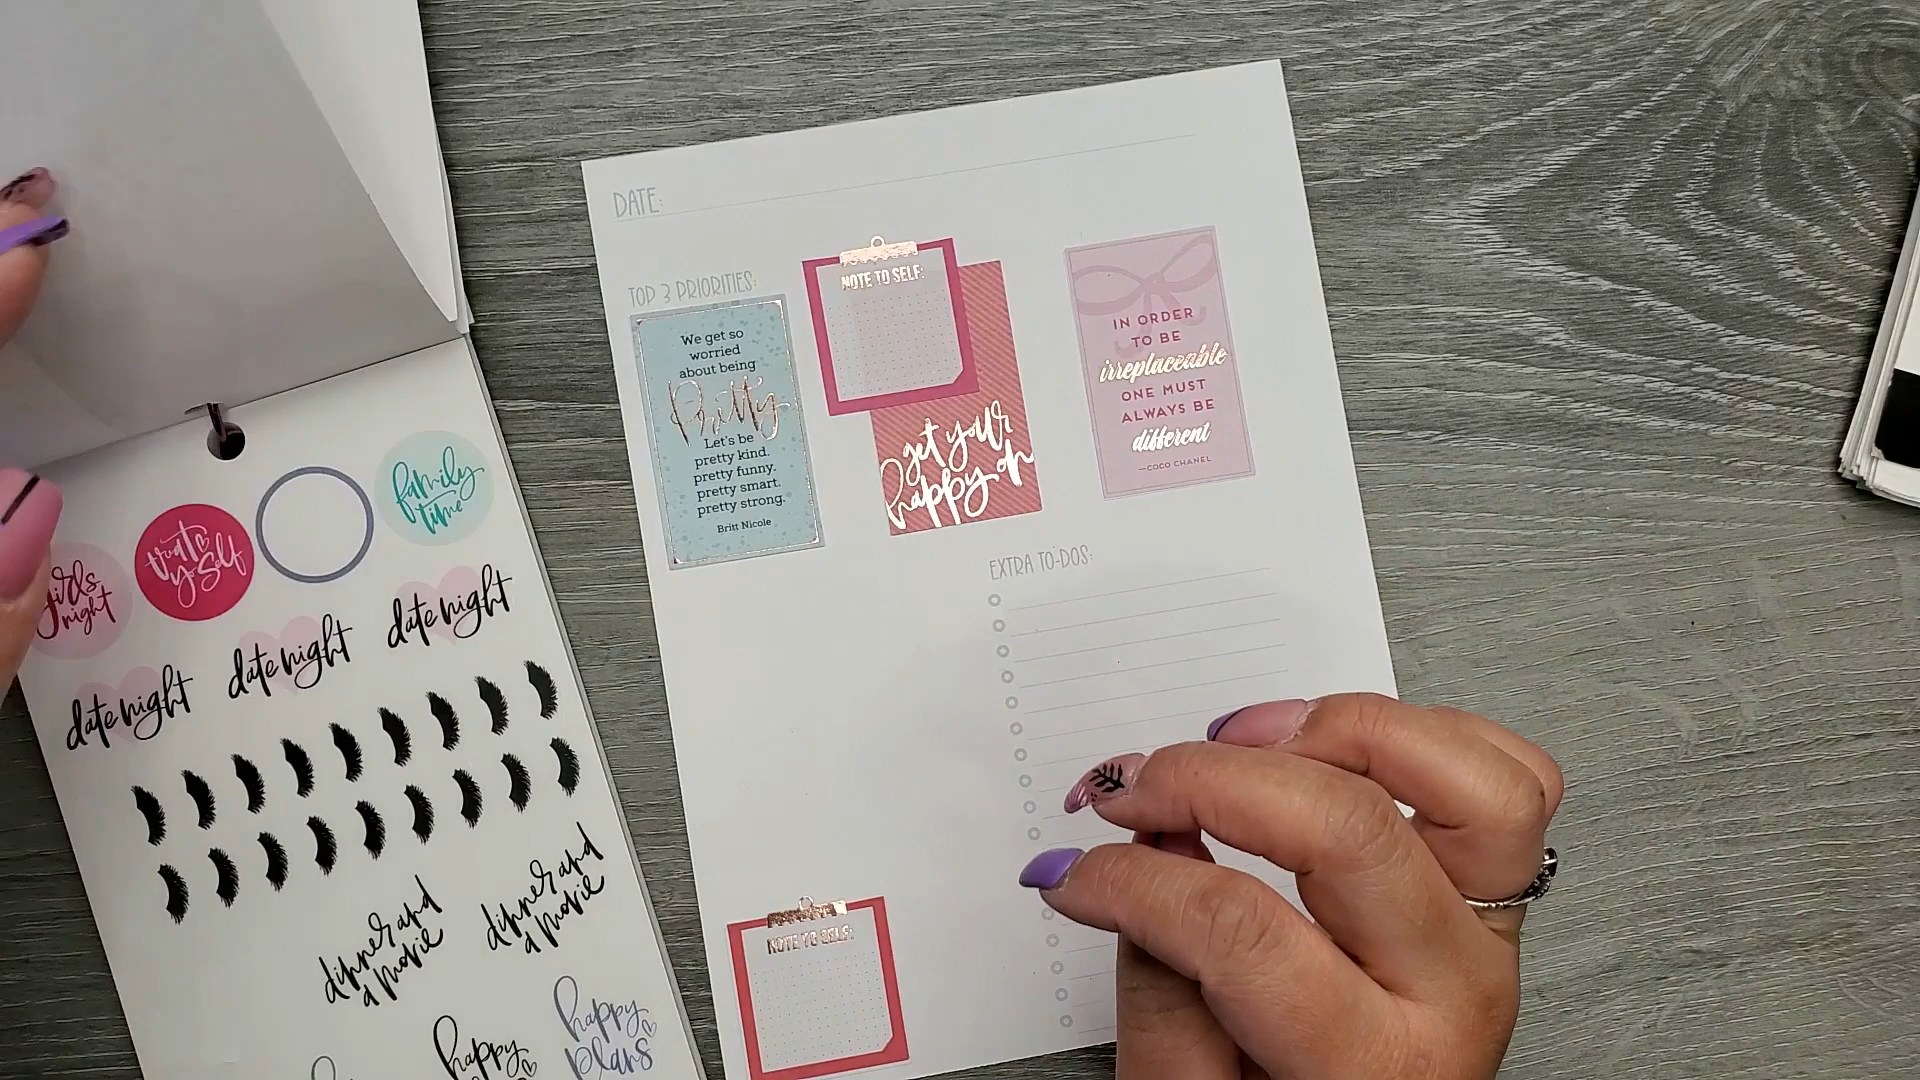 DATE:
TOP 3 PRIORITIES:
We get so
worried
about being
Pretty
Let's be
pretty kind.
pretty funny.
pretty smart.
pretty strong.
Britt Nicole
NOTE TO SELF:
get your
happy on
IN ORDER
TO BE
irreplaceable
ONE MUST
ALWAYS BE
different
—COCO CHANEL
EXTRA TO-DOS:
NOTE TO SELF:
girls
night
treat
yo self
family
time
date night
date night
date night
dinner and
a movie
dinner and
a movie
happy
happy
plans